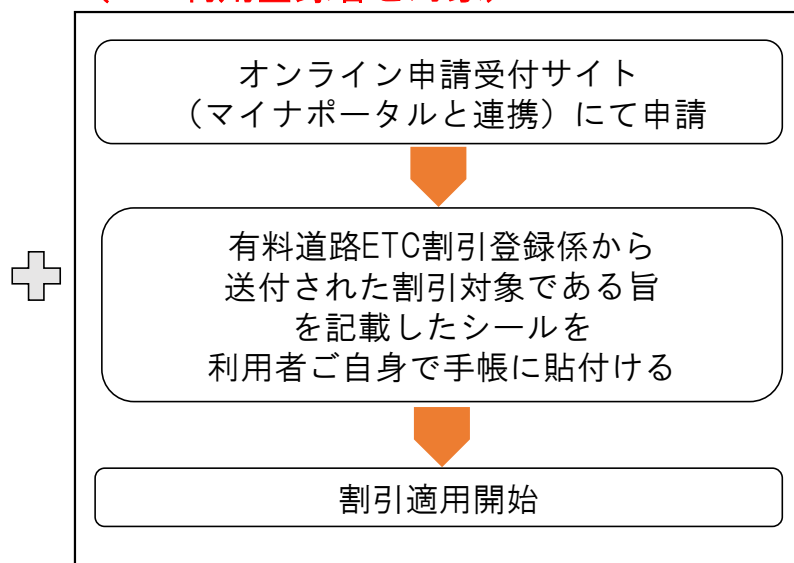 オンライン申請受付サイト
(マイナポータルと連携)にて申請
有料道路ETC割引登録係から
送付された割引対象である旨
を記載したシールを
利用者ご自身で手帳に貼付ける
割引適用開始